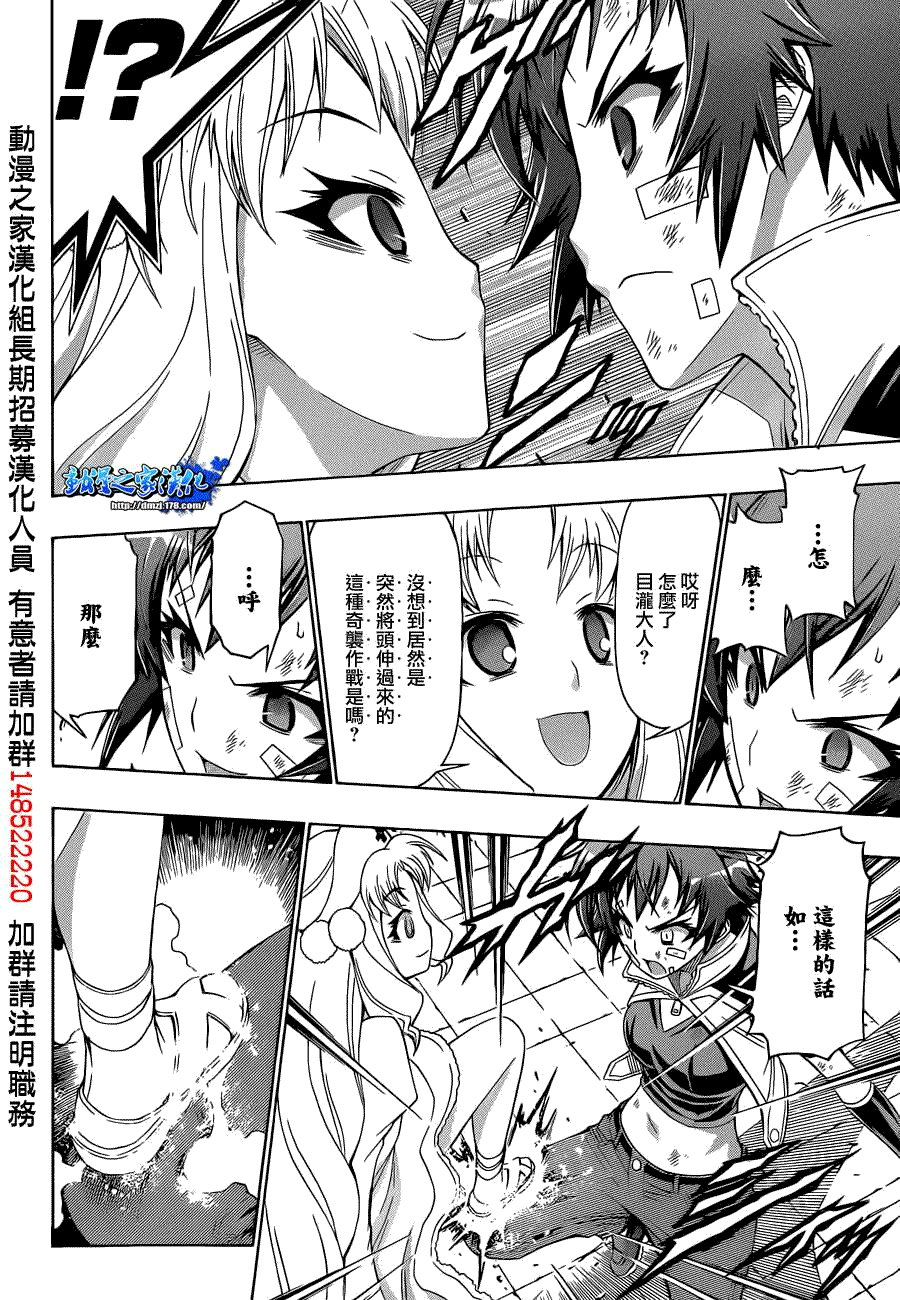 !?
…怎
麼…
哎呀
怎麼了
目瀧大人?
沒想到居然是
突然將頭伸過來的
這種奇襲作戰是嗎?
…呼
那麼
這樣的話
如…
動漫之家漢化
http://dmzj.178.com/
動漫之家漢化組長期招募漢化人員 有意者請加群148522220 加群請注明職務